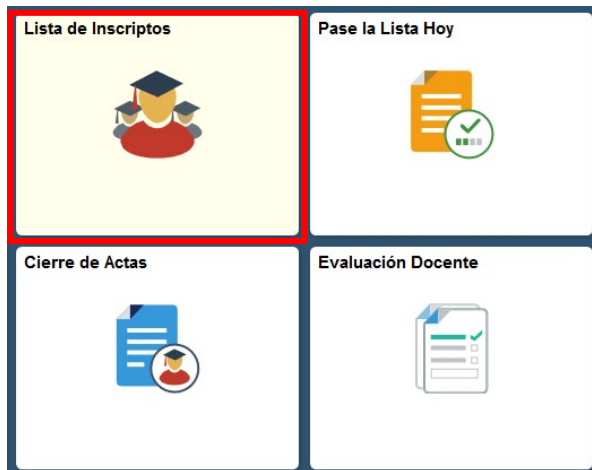 Lista de Inscriptos
Pase la Lista Hoy
Cierre de Actas
Evaluación Docente